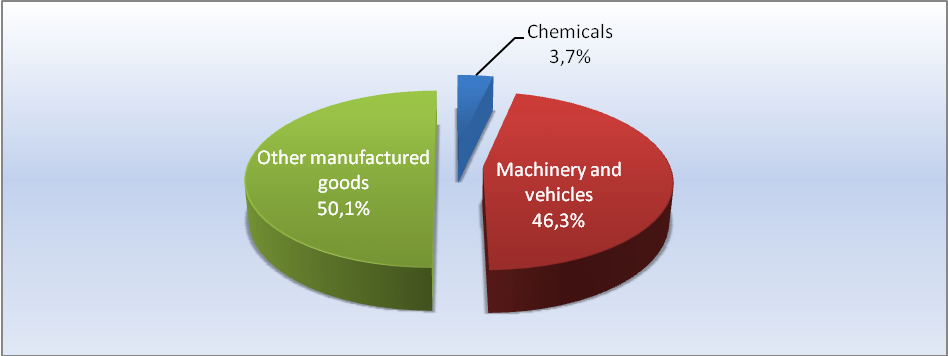 Chemicals
3,7%
Other manufactured
goods
50,1%
Machinery and
vehicles
46,3%